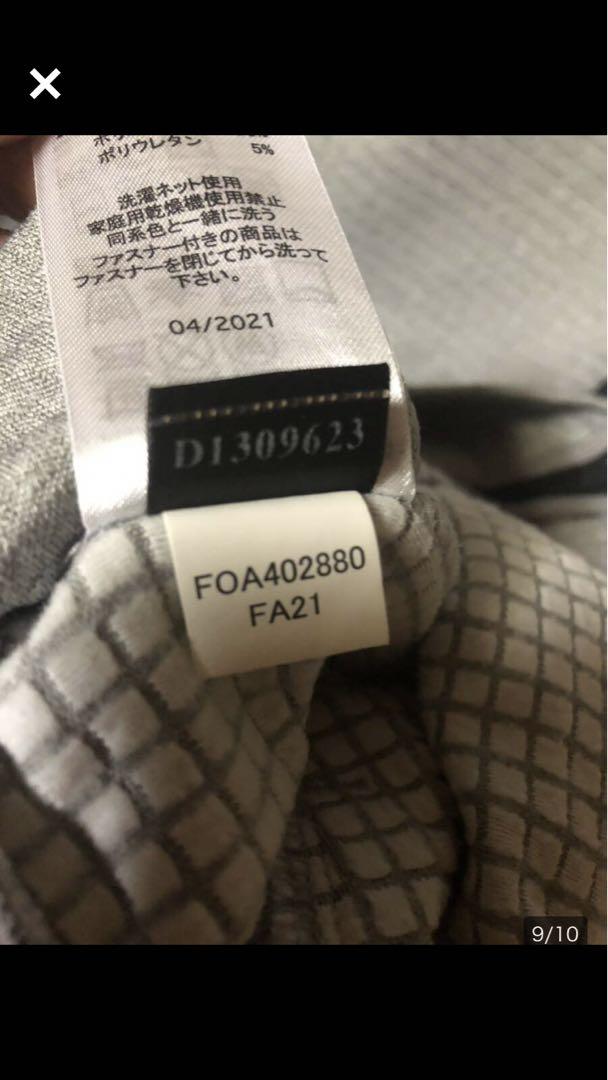 ポリウレタン 5%
洗濯ネット使用
家庭用乾燥機使用禁止
同系色と一緒に洗う
ファスナー付きの商品は
ファスナーを閉じてから洗って
下さい。
04/2021
D1309623
FOA402880
FA21
9/10